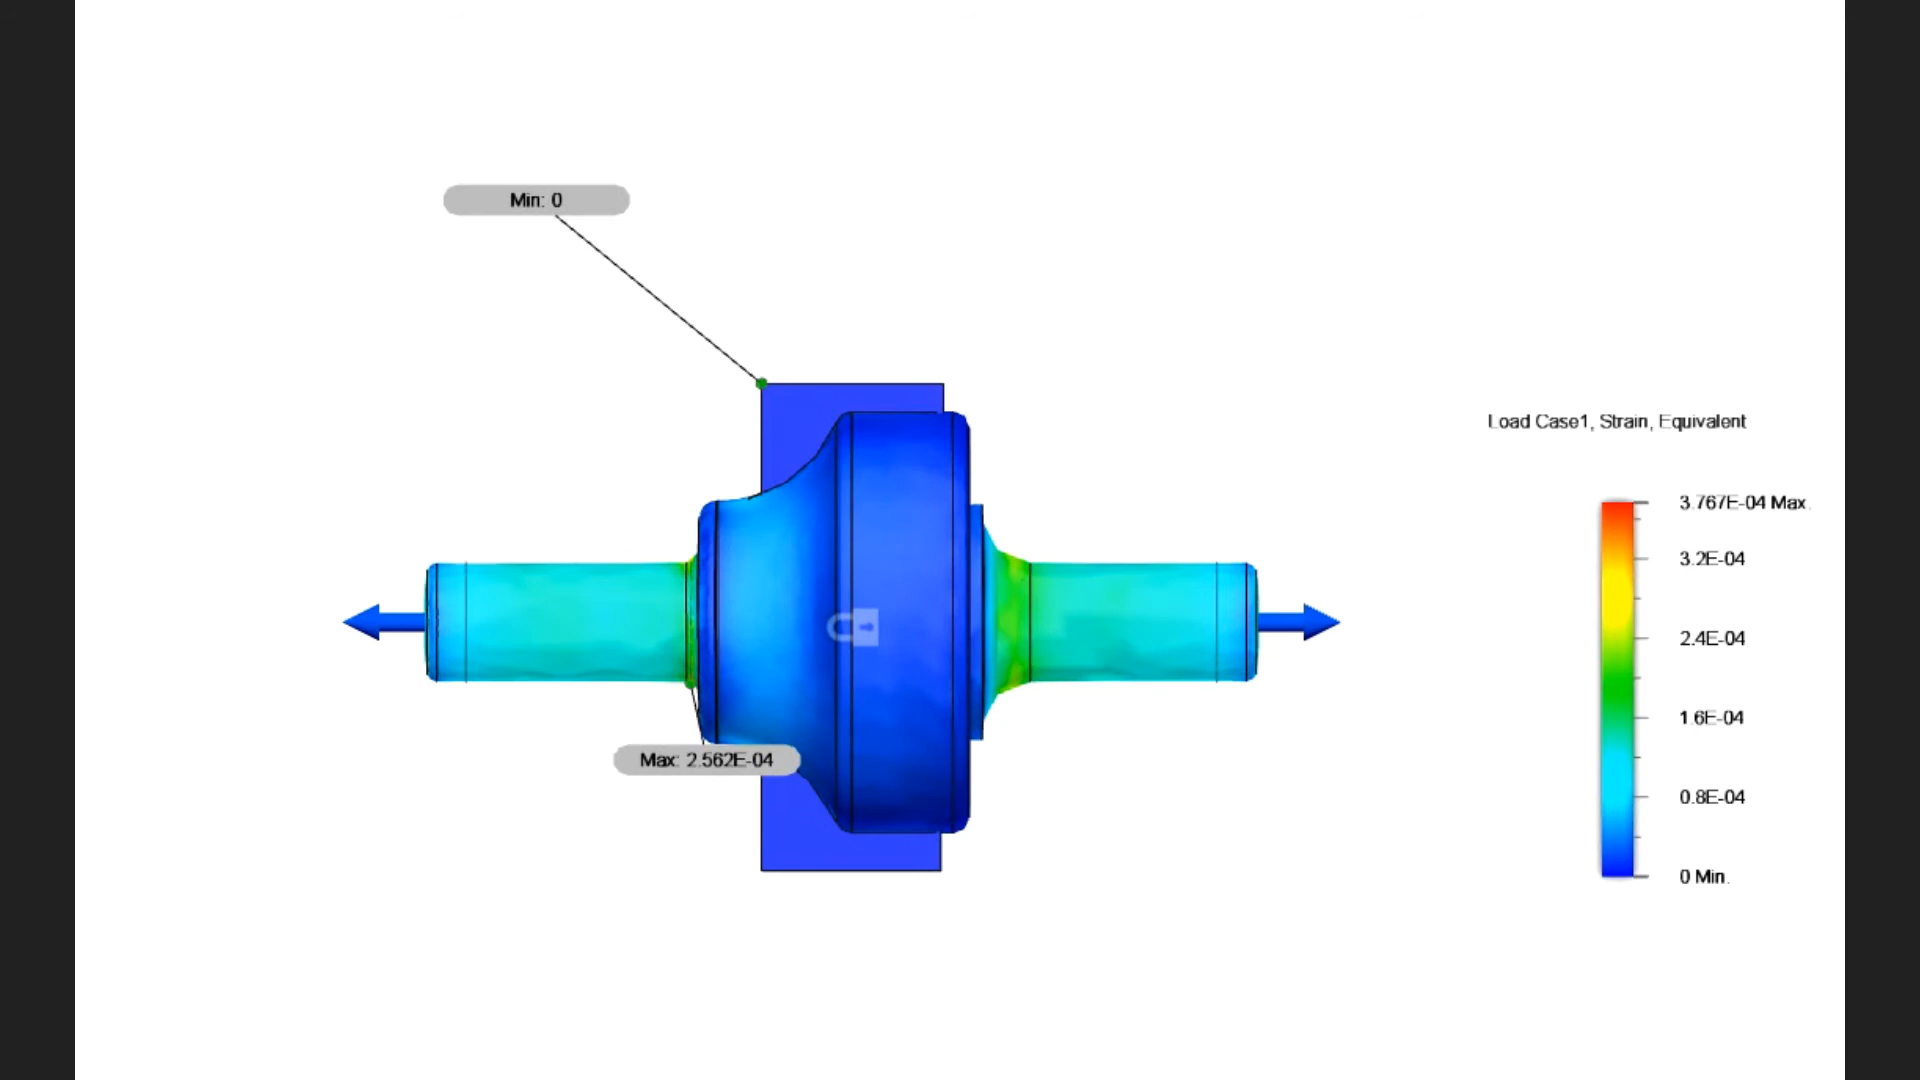 Min: 0
Load Case1, Strain, Equivalent
3.767E-04 Max.
3.2E-04
2.4E-04
1.6E-04
Max: 2.562E-04
0.8E-04
0 Min.